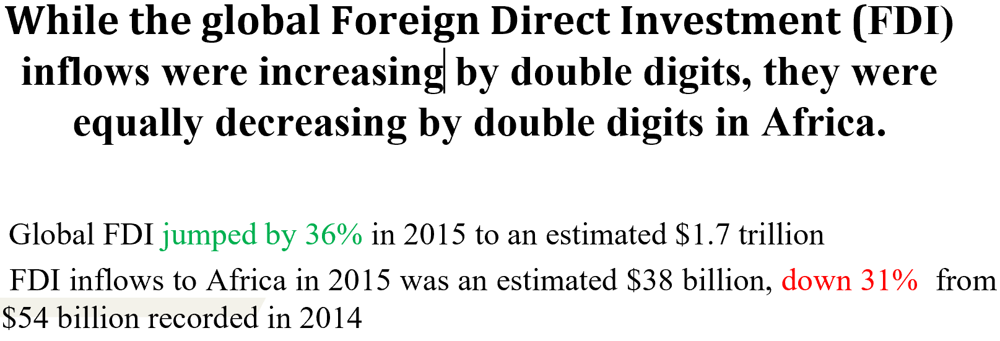 While the global Foreign Direct Investment (FDI)
inflows were increasing by double digits, they were
equally decreasing by double digits in Africa.
Global FDI jumped by 36% in 2015 to an estimated $1.7 trillion
FDI inflows to Africa in 2015 was an estimated $38 billion, down 31% from
$54 billion recorded in 2014